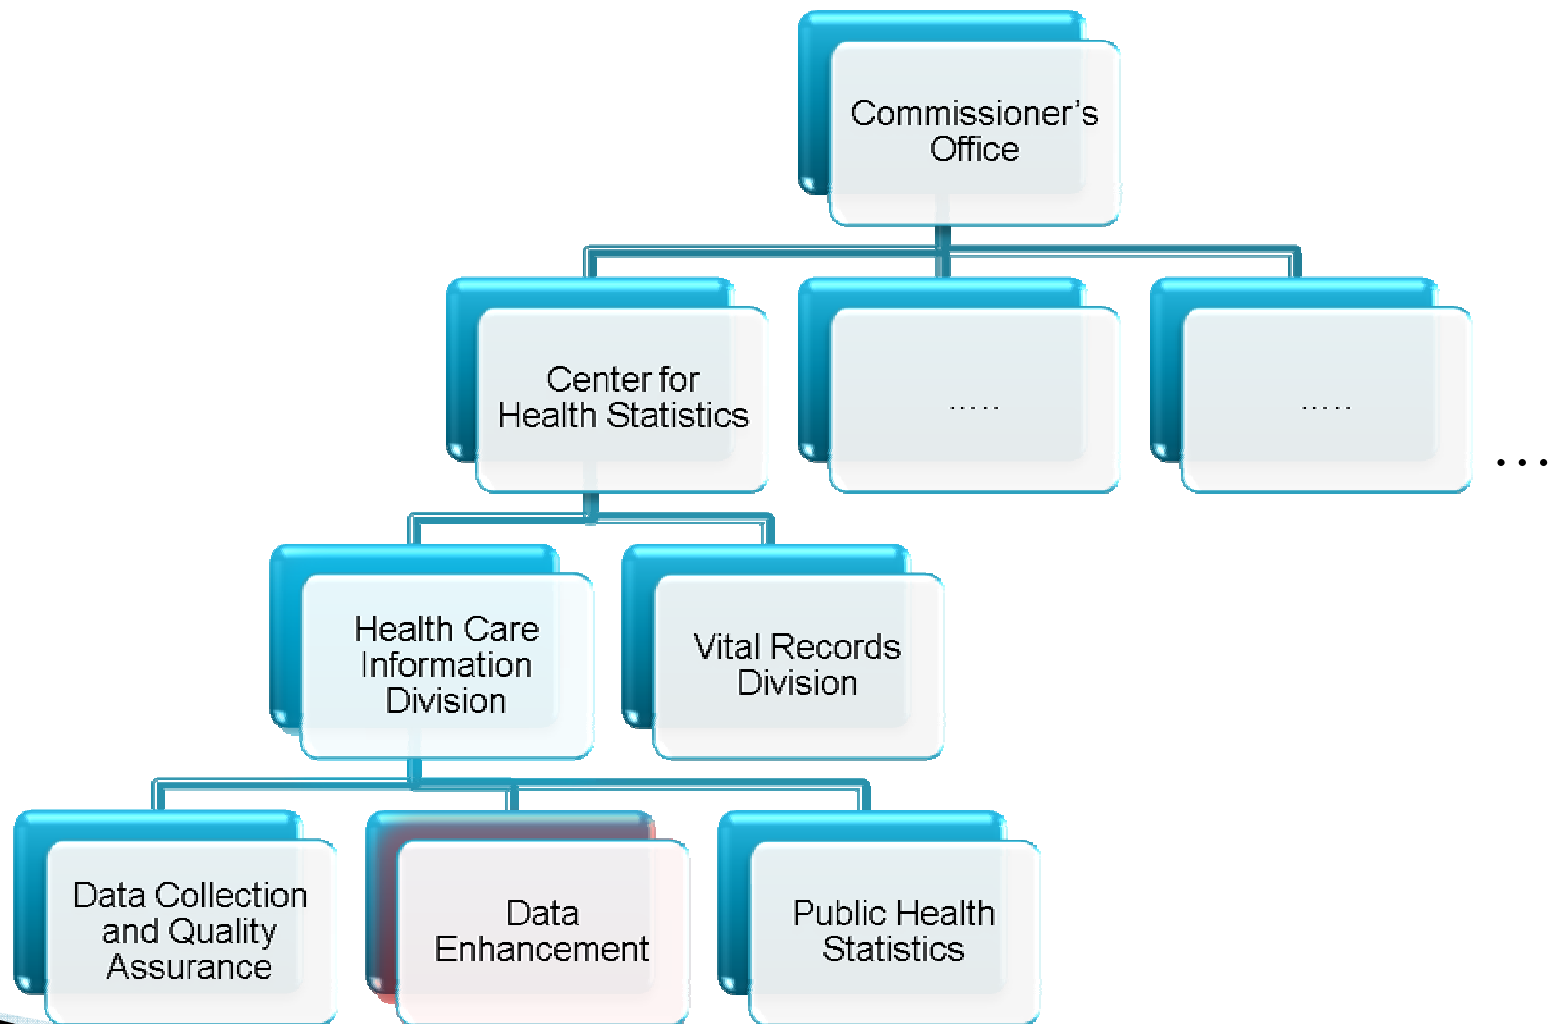 Commissioner's
Office
Center for
Health Statistics
.....
.....
...
Health Care
Information
Division
Vital Records
Division
Data Collection
and Quality
Assurance
Data
Enhancement
Public Health
Statistics